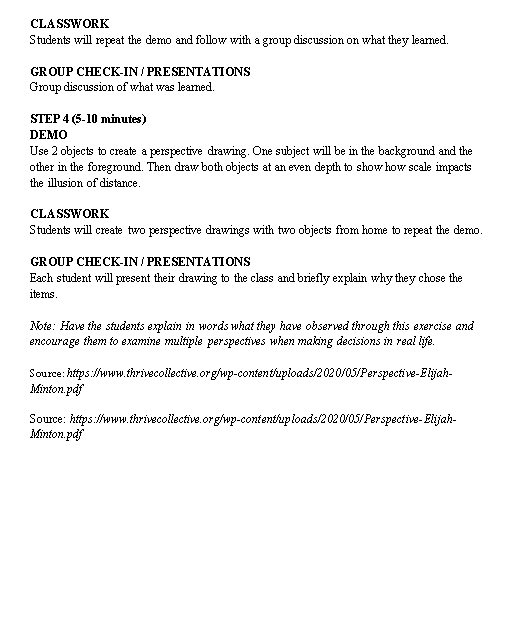 CLASSWORK
Students will repeat the demo and follow with a group discussion on what they learned.
GROUP CHECK-IN / PRESENTATIONS
Group discussion of what was learned.
STEP 4 (5-10 minutes)
DEMO
Use 2 objects to create a perspective drawing. One subject will be in the background and the
other in the foreground. Then draw both objects at an even depth to show how scale impacts
the illusion of distance.
CLASSWORK
Students will create two perspective drawings with two objects from home to repeat the demo.
GROUP CHECK-IN / PRESENTATIONS
Each student will present their drawing to the class and briefly explain why they chose the
items.
Note: Have the students explain in words what they have observed through this exercise and
encourage them to examine multiple perspectives when making decisions in real life.
Source: https://www.thrivecollective.org/wp-content/uploads/2020/05/Perspective-Elijah-
Minton.pdf
Source: https://www.thrivecollective.org/wp-content/uploads/2020/05/Perspective-Elijah-
Minton.pdf